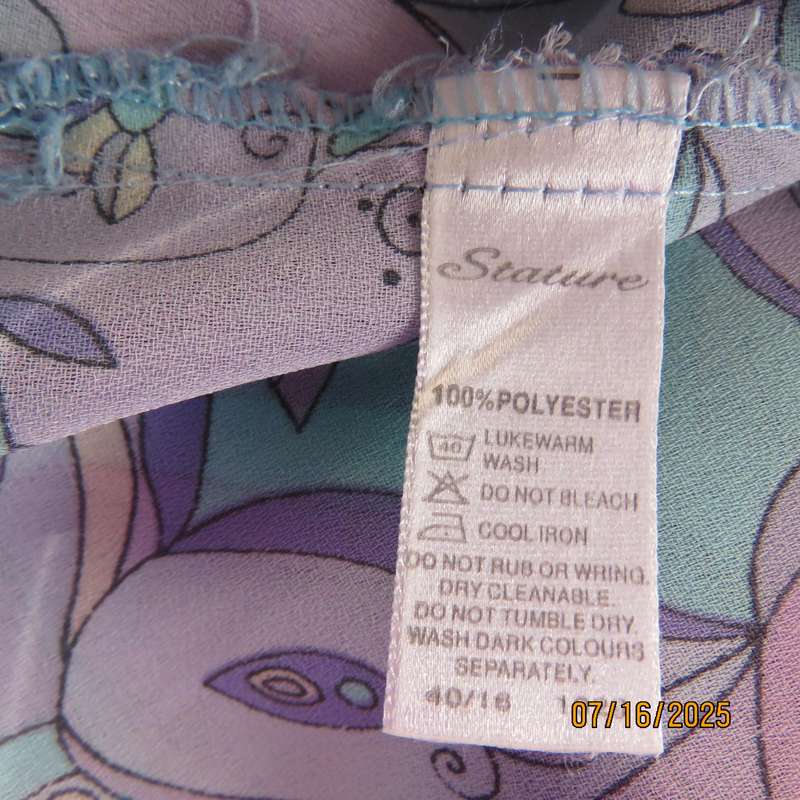 Stature
100%POLYESTER
40
LUKEWARM
WASH
DO NOT BLEACH
COOL IRON
DO NOT RUB OR WRING.
DRY CLEANABLE.
DO NOT TUMBLE DRY.
WASH DARK COLOURS
SEPARATELY.
40/16
07/16/2025